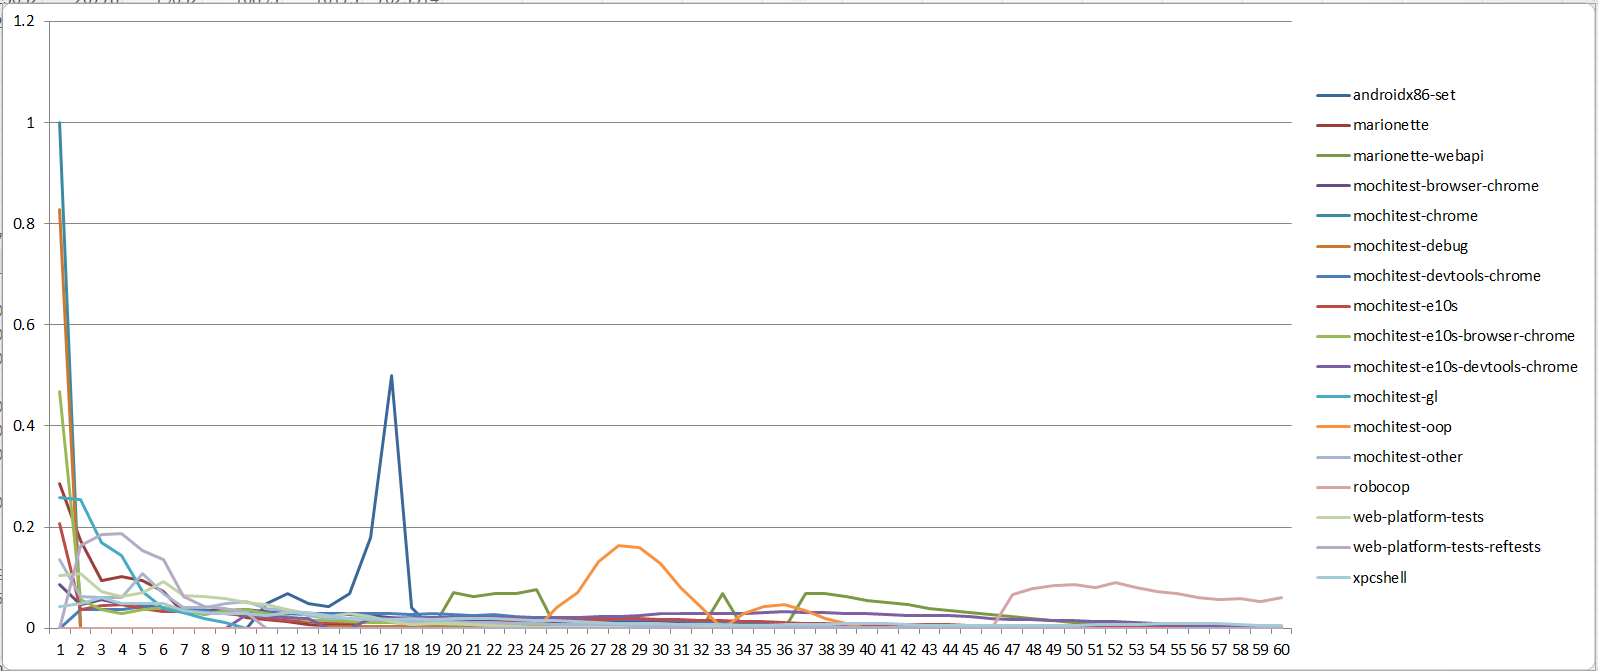 1.2
1
0.8
0.6
0.4
0.2
0
1 2 3 4 5 6 7 8 9 10 11 12 13 14 15 16 17 18 19 20 21 22 23 24 25 26 27 28 29 30 31 32 33 34 35 36 37 38 39 40 41 42 43 44 45 46 47 48 49 50 51 52 53 54 55 56 57 58 59 60
androidx86-set
marionette
marionette-webapi
mochitest-browser-chrome
mochitest-chrome
mochitest-debug
mochitest-devtools-chrome
mochitest-e10s
mochitest-e10s-browser-chrome
mochitest-e10s-devtools-chrome
mochitest-gl
mochitest-oop
mochitest-other
robocop
web-platform-tests
web-platform-tests-reftests
xpcshell